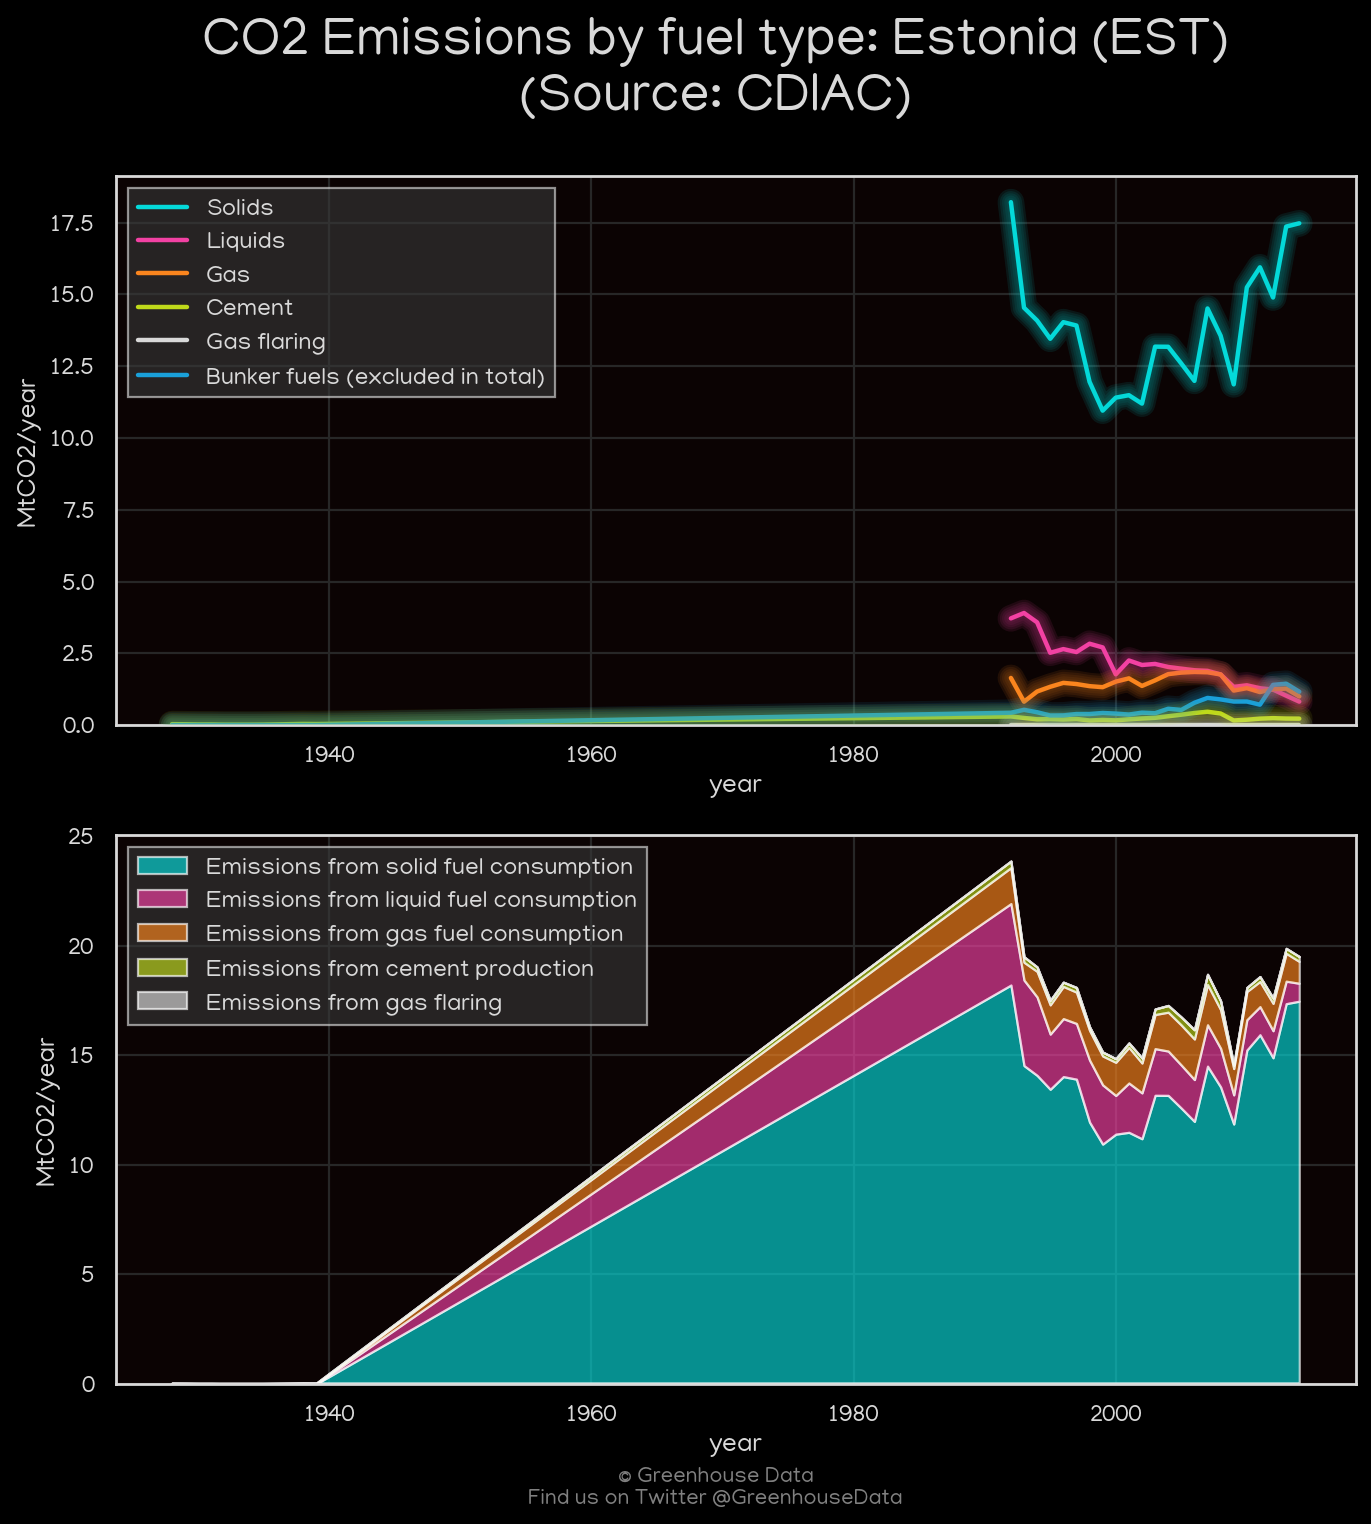 CO2 Emissions by fuel type: Estonia (EST)
(Source: CDIAC)
Solids
Liquids
Gas
Cement
Gas flaring
Bunker fuels (excluded in total)
17.5
15.0
12.5
10.0
7.5
5.0
2.5
0.0
MtCO2/year
1940
1960
1980
2000
year
Emissions from solid fuel consumption
Emissions from liquid fuel consumption
Emissions from gas fuel consumption
Emissions from cement production
Emissions from gas flaring
25
20
15
10
5
0
MtCO2/year
1940
1960
1980
2000
year
© Greenhouse Data
Find us on Twitter @GreenhouseData